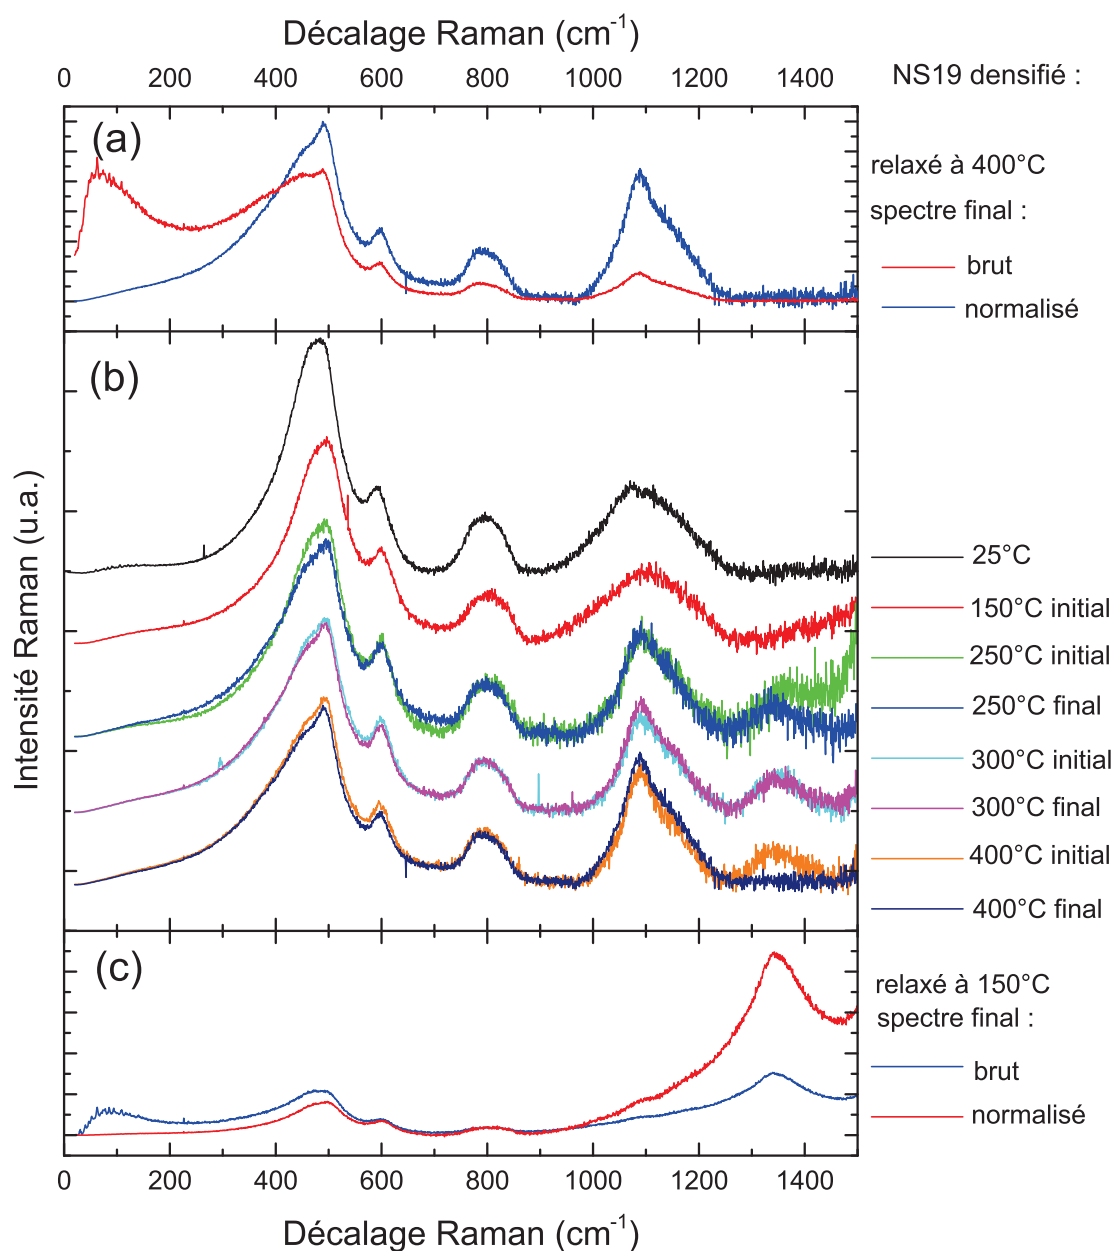 Décalage Raman (cm-1)
0 200 400 600 800 1000 1200 1400
NS19 densifié :
(a)
relaxé à 400°C
spectre final :
brut
normalisé
(b)
Intensité Raman (u.a.)
25°C
150°C initial
250°C initial
250°C final
300°C initial
300°C final
400°C initial
400°C final
(c)
relaxé à 150°C
spectre final :
brut
normalisé
0 200 400 600 800 1000 1200 1400
Décalage Raman (cm-1)